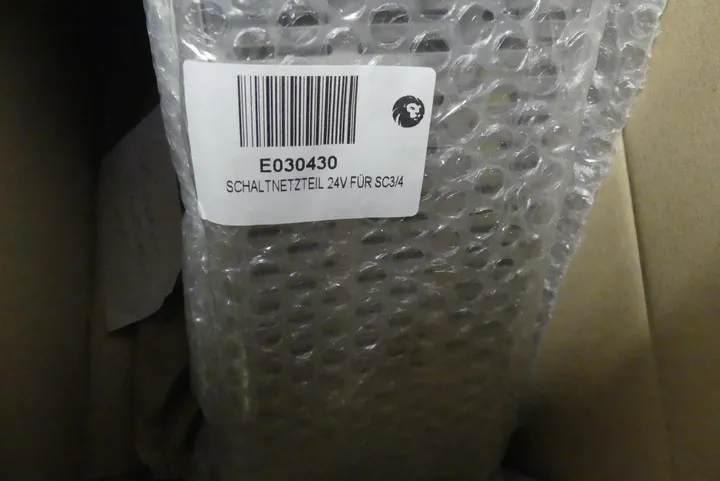 E030430
SCHALTNETZTEIL 24V FÜR SC3/4